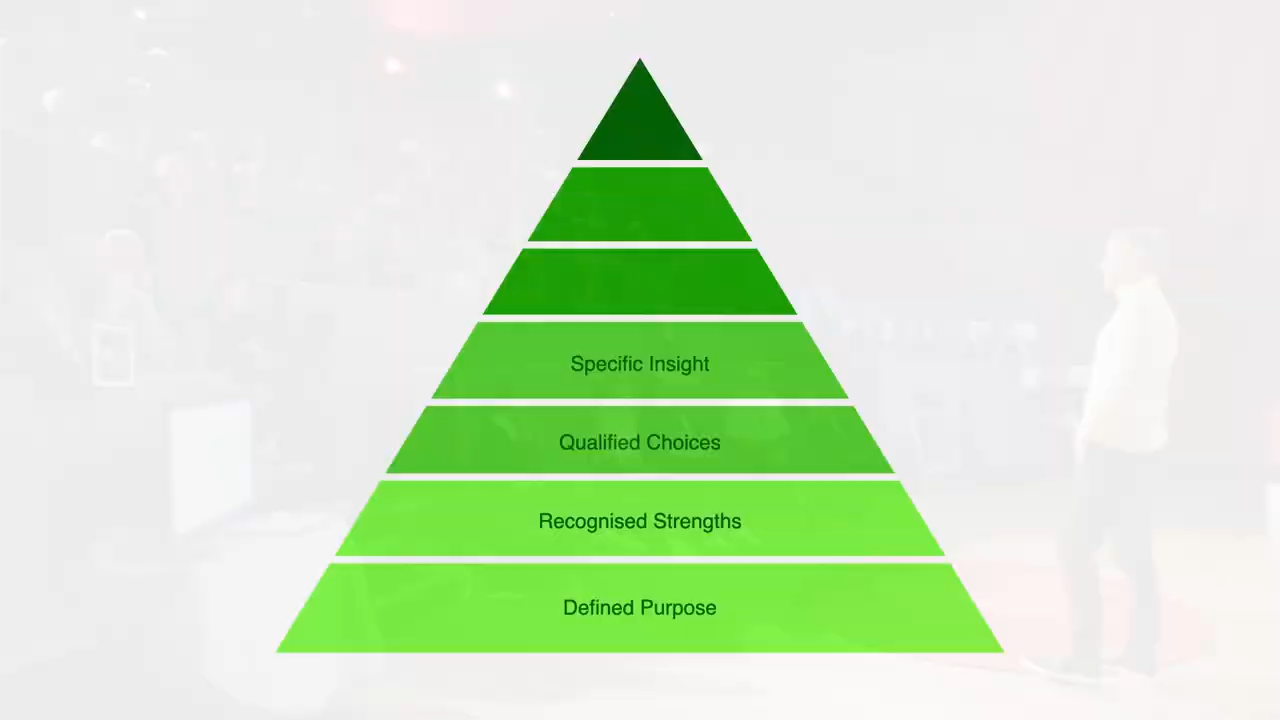 Specific Insight
Qualified Choices
Recognised Strengths
Defined Purpose